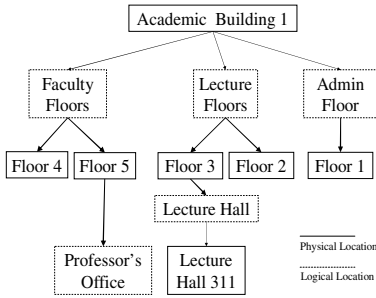 Academic Building 1
Faculty
Floors
Lecture
Floors
Admin
Floor
Floor 4
Floor 5
Floor 3
Floor 2
Floor 1
Lecture Hall
Professor's
Office
Lecture
Hall 311
Physical Location
Logical Location